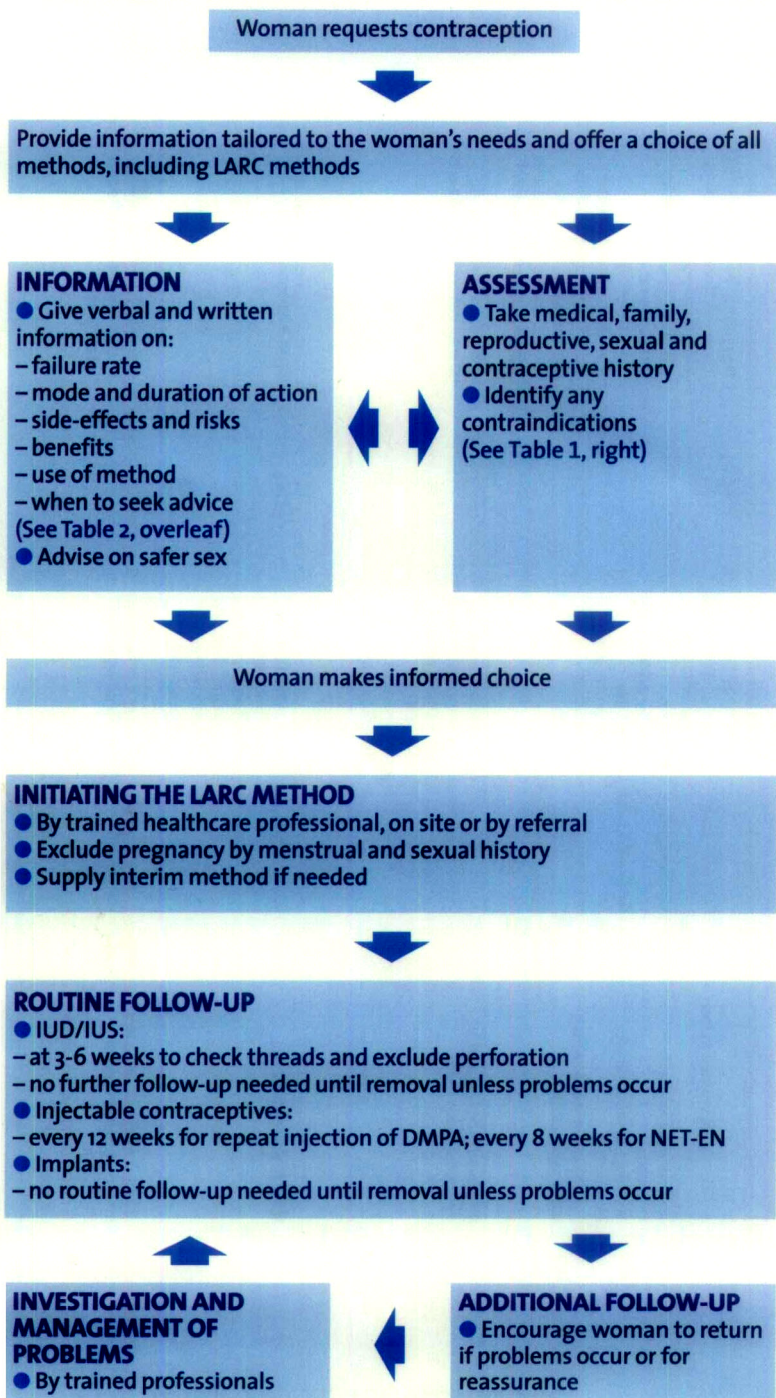 Woman requests contraception
Provide information tailored to the woman's needs and offer a choice of all
methods, including LARC methods
INFORMATION
● Give verbal and written
information on:
– failure rate
– mode and duration of action
– side-effects and risks
– benefits
– use of method
– when to seek advice
(See Table 2, overleaf)
● Advise on safer sex
ASSESSMENT
● Take medical, family,
reproductive, sexual and
contraceptive history
● Identify any
contraindications
(See Table 1, right)
Woman makes informed choice
INITIATING THE LARC METHOD
● By trained healthcare professional, on site or by referral
● Exclude pregnancy by menstrual and sexual history
● Supply interim method if needed
ROUTINE FOLLOW-UP
● IUD/IUS:
– at 3-6 weeks to check threads and exclude perforation
– no further follow-up needed until removal unless problems occur
● Injectable contraceptives:
– every 12 weeks for repeat injection of DMPA; every 8 weeks for NET-EN
● Implants:
– no routine follow-up needed until removal unless problems occur
INVESTIGATION AND
MANAGEMENT OF
PROBLEMS
● By trained professionals
ADDITIONAL FOLLOW-UP
● Encourage woman to return
if problems occur or for
reassurance